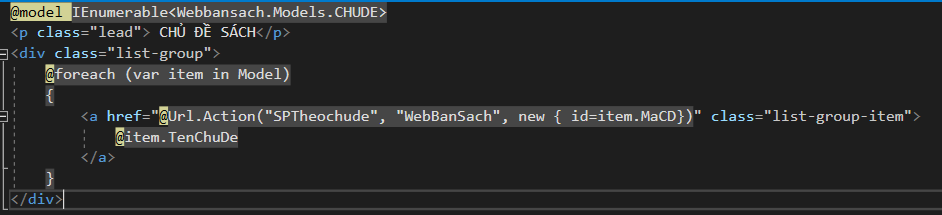 @model IEnumerable<Webbansach.Models.CHUDE>
<p class="lead"> CHỦ ĐỀ SÁCH</p>
<div class="list-group">
@foreach (var item in Model)
{
<a href="@Url.Action("SPTheochude", "WebBanSach", new { id=item.MaCD})" class="list-group-item">
@item.TenChuDe
</a>
}
</div>